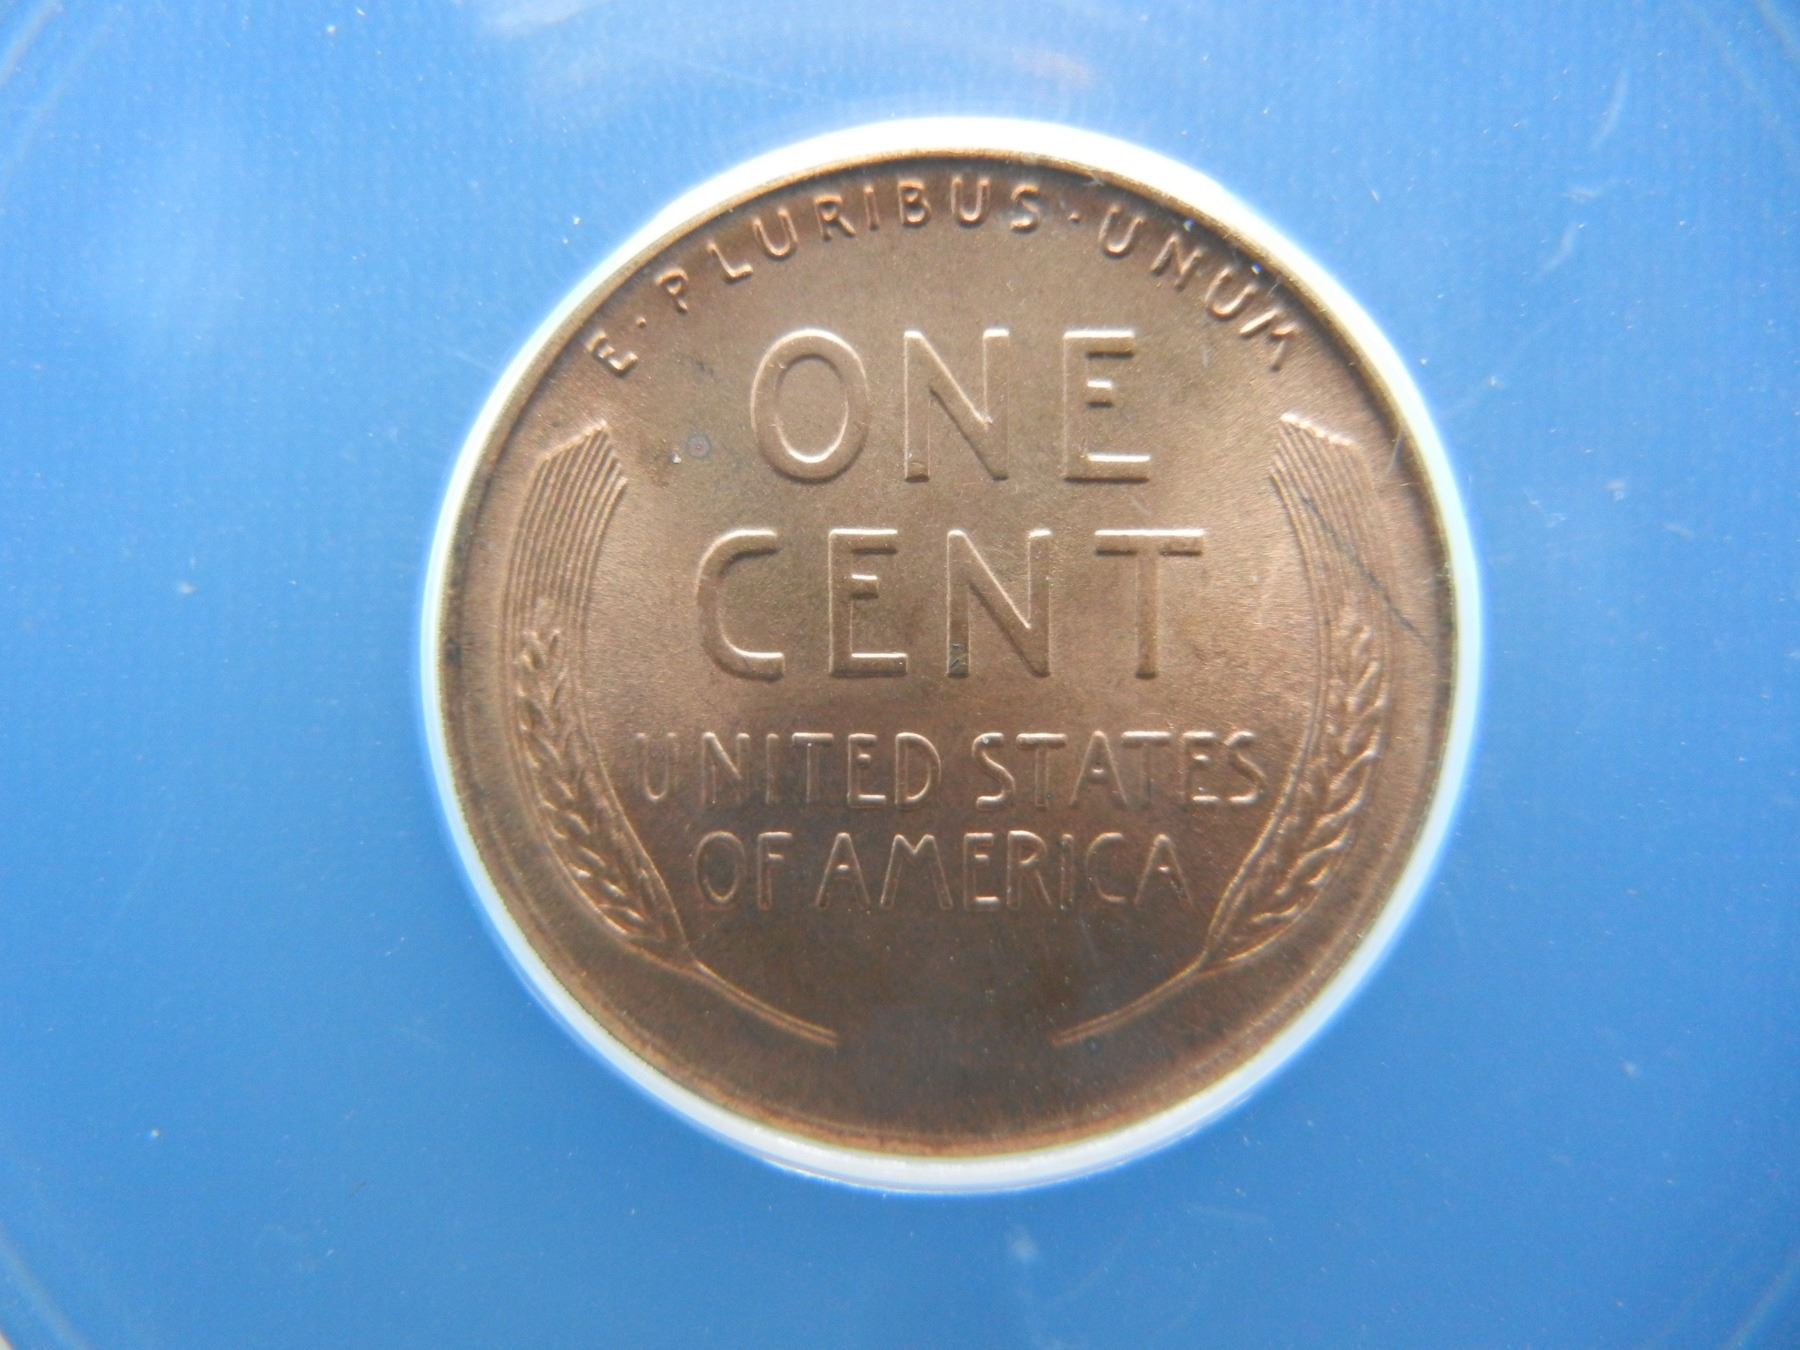 E·PLURIBUS·UNUM
ONE
CENT
UNITED STATES
OF AMERICA